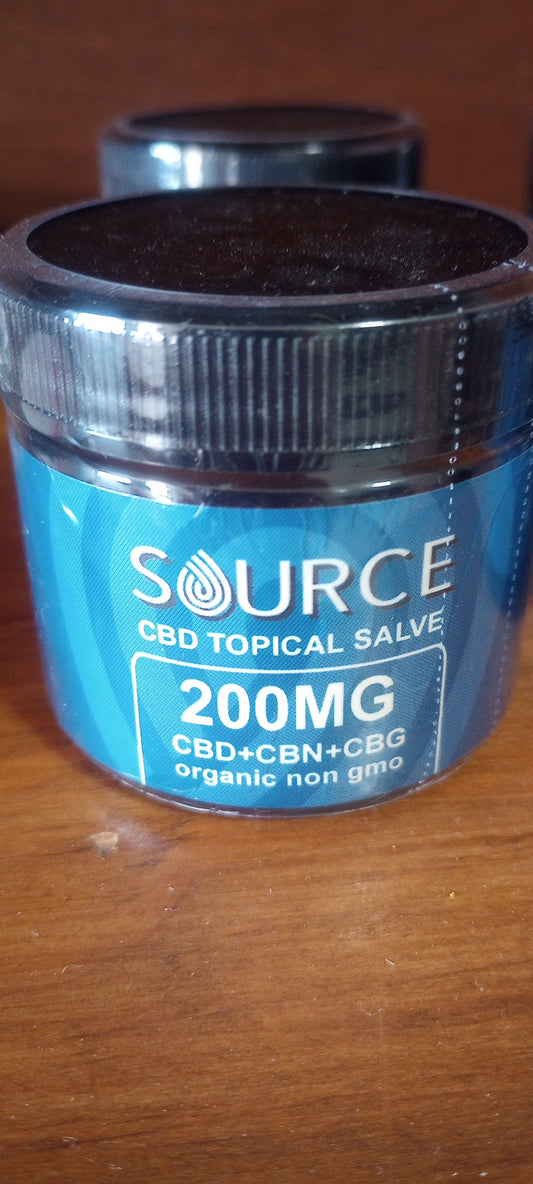 SOURCE
CBD TOPICAL SALVE
200MG
CBD+CBN+CBG
organic non gmo